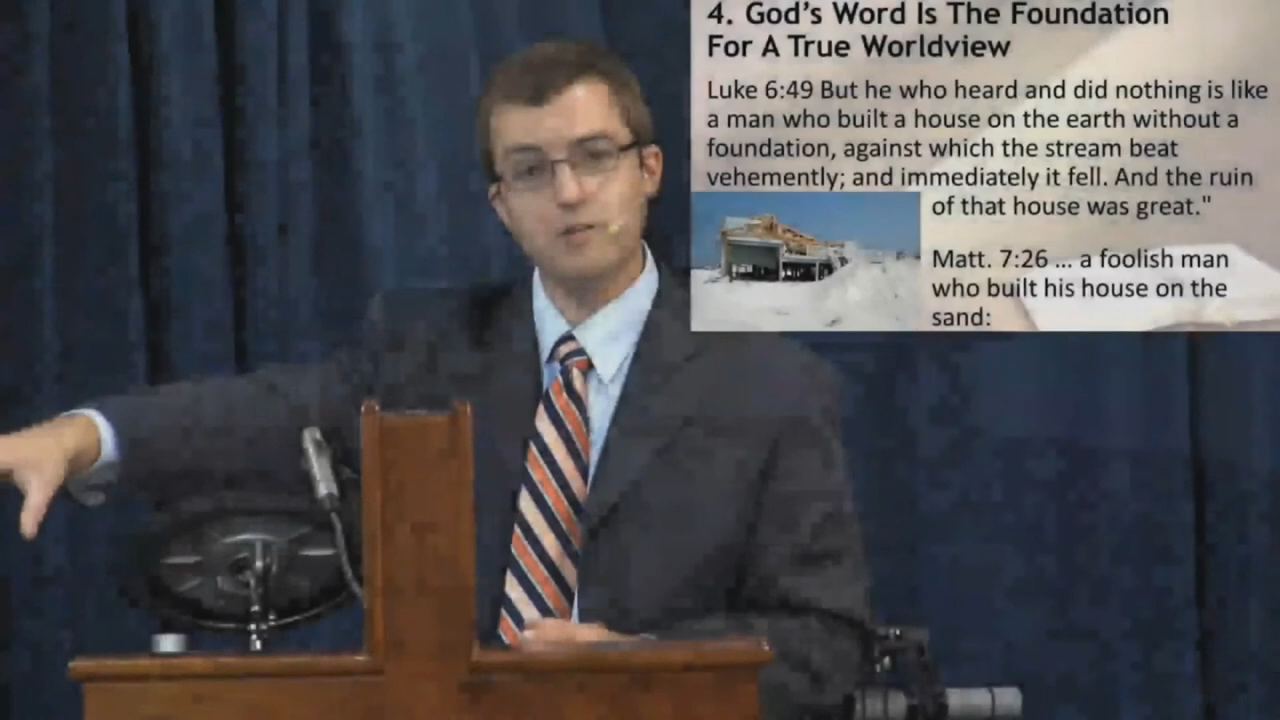 4. God's Word Is The Foundation
For A True Worldview
Luke 6:49 But he who heard and did nothing is like
a man who built a house on the earth without a
foundation, against which the stream beat
vehemently; and immediately it fell. And the ruin
of that house was great."
Matt. 7:26 ... a foolish man
who built his house on the
sand: